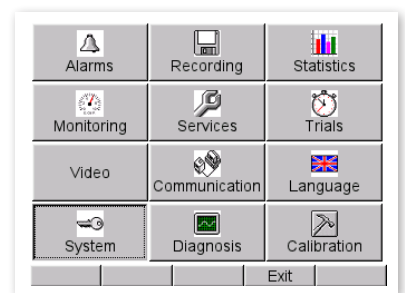 Alarms Recording Statistics
Monitoring Services Trials
Video Communication Language
System Diagnosis Calibration
Exit